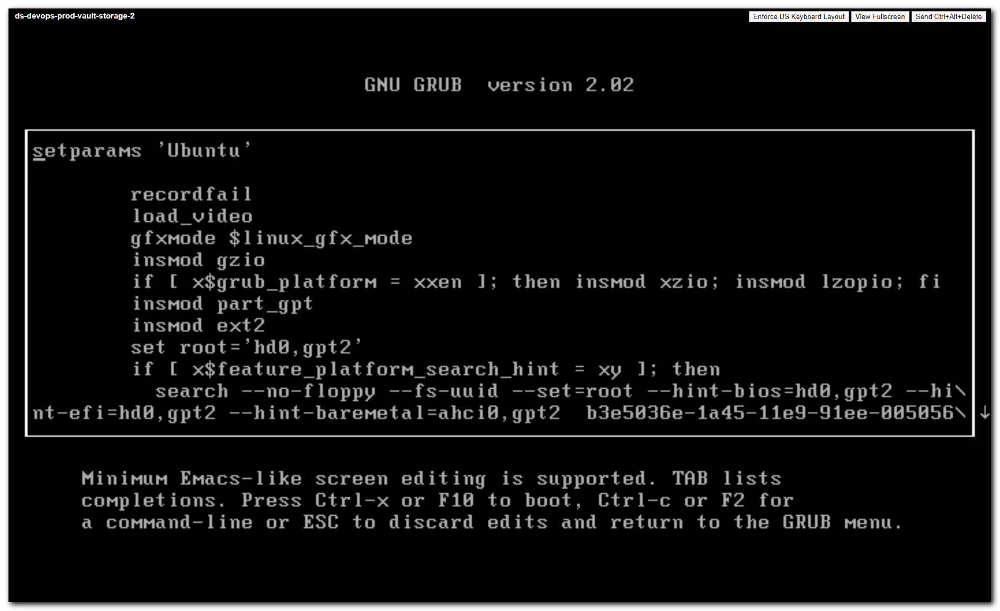 ds-devops-prod-vault-storage-2
Enforce US Keyboard Layout View Fullscreen Send Ctrl+Alt+Delete
GNU GRUB  version 2.02
setparams 'Ubuntu'
recordfail
load_video
gfxmode $linux_gfx_mode
insmod gzio
if [ x$grub_platform = xxen ]; then insmod xzio; insmod lzopio; fi
insmod part_gpt
insmod ext2
set root='hd0,gpt2'
if [ x$feature_platform_search_hint = xy ]; then
search --no-floppy --fs-uuid --set=root --hint-bios=hd0,gpt2 --hi\
nt-efi=hd0,gpt2 --hint-baremetal=ahci0,gpt2  b3e5036e-1a45-11e9-91ee-005056\ ↓
Minimum Emacs-like screen editing is supported. TAB lists
completions. Press Ctrl-x or F10 to boot, Ctrl-c or F2 for
a command-line or ESC to discard edits and return to the GRUB menu.